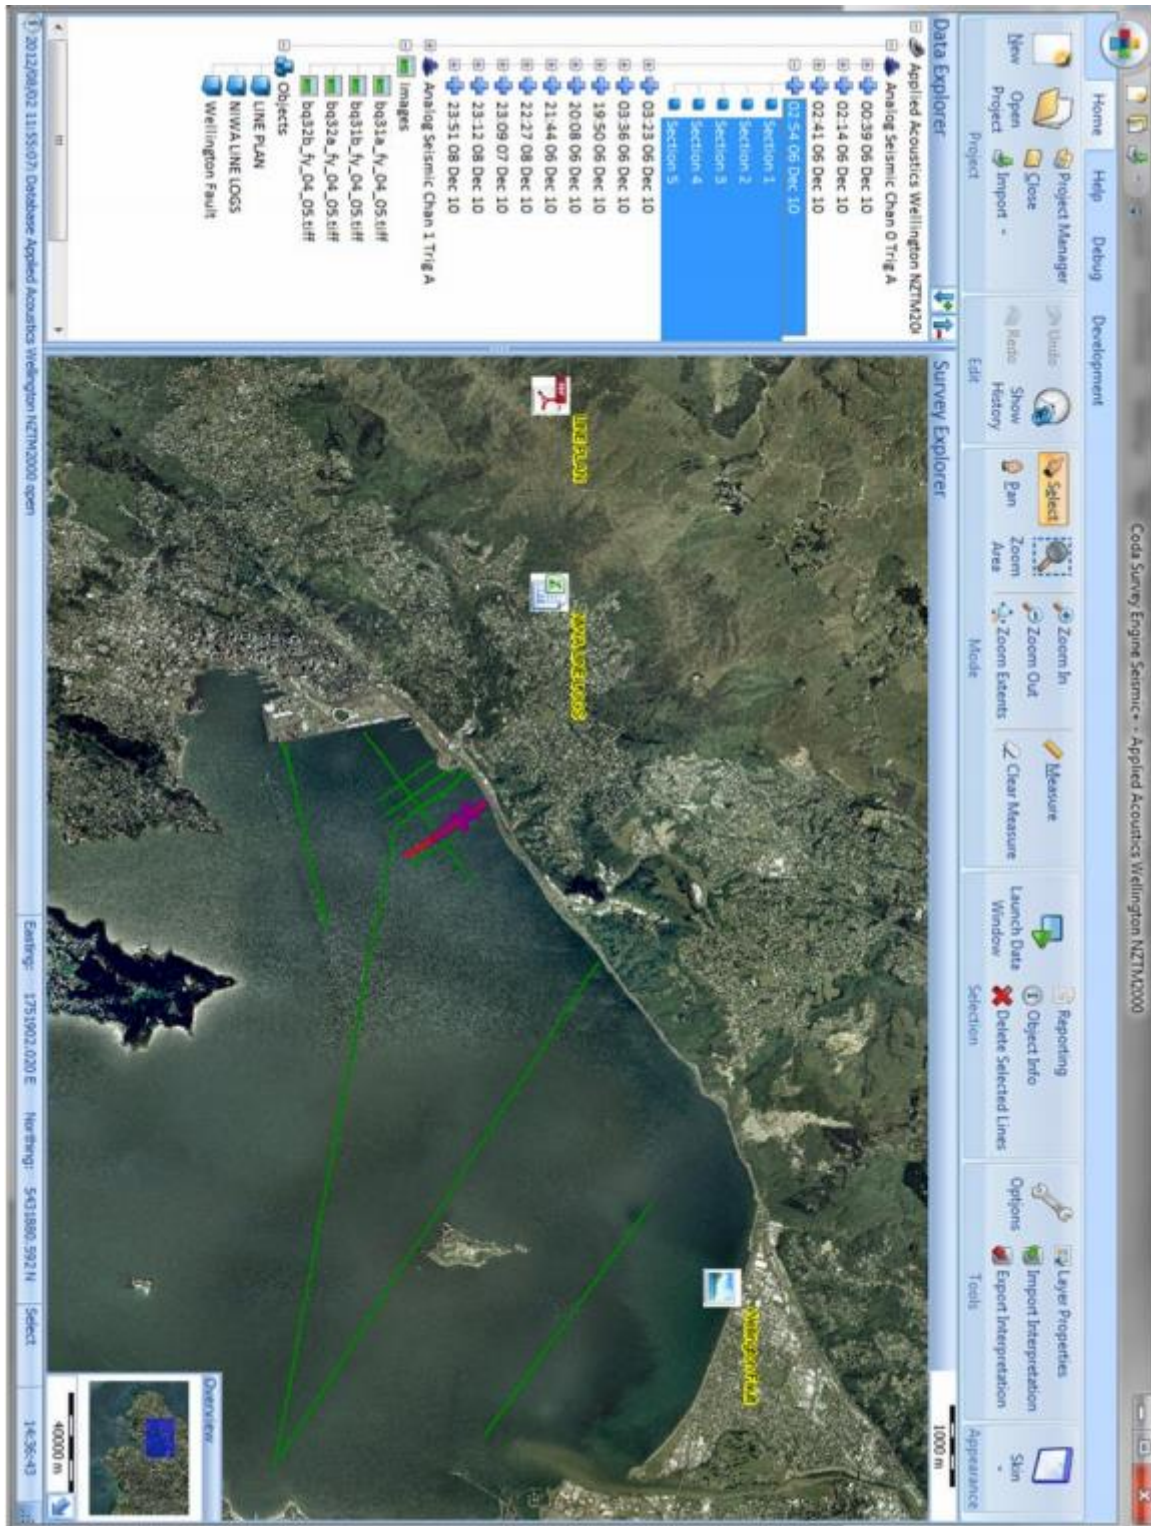 Coda Survey Engine Seismic+ - Applied Acoustics Wellington NZTM2000
Home Help Debug Development
New
Open Project
Project Manager
Close
Import
Project
Undo
Redo
Show History
Edit
Select
Pan
Zoom Area
Zoom In
Zoom Out
Zoom Extents
Mode
Measure
Clear Measure
Launch Data Window
Reporting
Object Info
Delete Selected Lines
Selection
Options
Layer Properties
Import Interpretation
Export Interpretation
Tools
Skin
Appearance
Data Explorer
Applied Acoustics Wellington NZTM20
Analog Seismic Chan 0 Trig A
00:39 06 Dec 10
02:14 06 Dec 10
02:41 06 Dec 10
02:54 06 Dec 10
Section 1
Section 2
Section 3
Section 4
Section 5
03:23 06 Dec 10
03:36 06 Dec 10
19:50 06 Dec 10
20:08 06 Dec 10
21:44 06 Dec 10
22:27 08 Dec 10
23:09 07 Dec 10
23:12 08 Dec 10
23:51 08 Dec 10
Analog Seismic Chan 1 Trig A
Images
bq31a_fy_04_05.tiff
bq31b_fy_04_05.tiff
bq32a_fy_04_05.tiff
bq32b_fy_04_05.tiff
Objects
LINE PLAN
NIWA LINE LOGS
Wellington Fault
Survey Explorer
1000 m
LINE PLAN
NIWA LINE LOGS
Wellington Fault
Overview
40000 m
2012/08/02 11:55:07: Database Applied Acoustics Wellington NZTM2000 open
Easting: 1751902.020 E Northing: 5431880.592 N Select 14:36:43